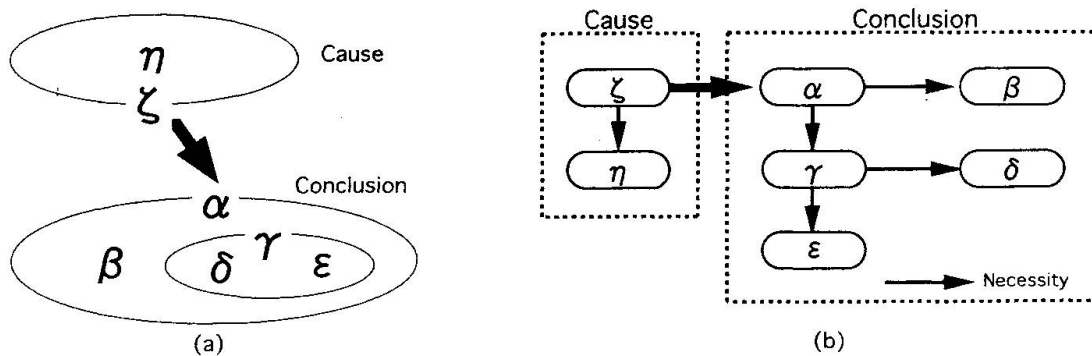 η
Cause
ζ
Conclusion
α
γ
β
δ
ε
(a)
Cause
Conclusion
ζ
α
β
η
γ
δ
ε
Necessity
(b)